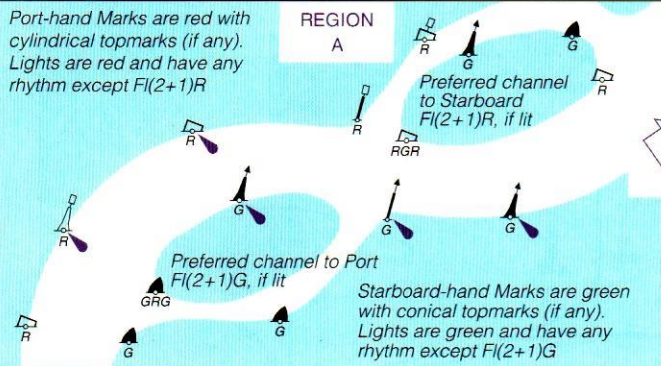 Port-hand Marks are red with
cylindrical topmarks (if any).
Lights are red and have any
rhythm except Fl(2+1)R
REGION
A
R
G
G
R
Preferred channel
to Starboard
Fl(2+1)R, if lit
R
R
RGR
G
G
G
R
Preferred channel to Port
Fl(2+1)G, if lit
GRG
R
G
G
Starboard-hand Marks are green
with conical topmarks (if any).
Lights are green and have any
rhythm except Fl(2+1)G